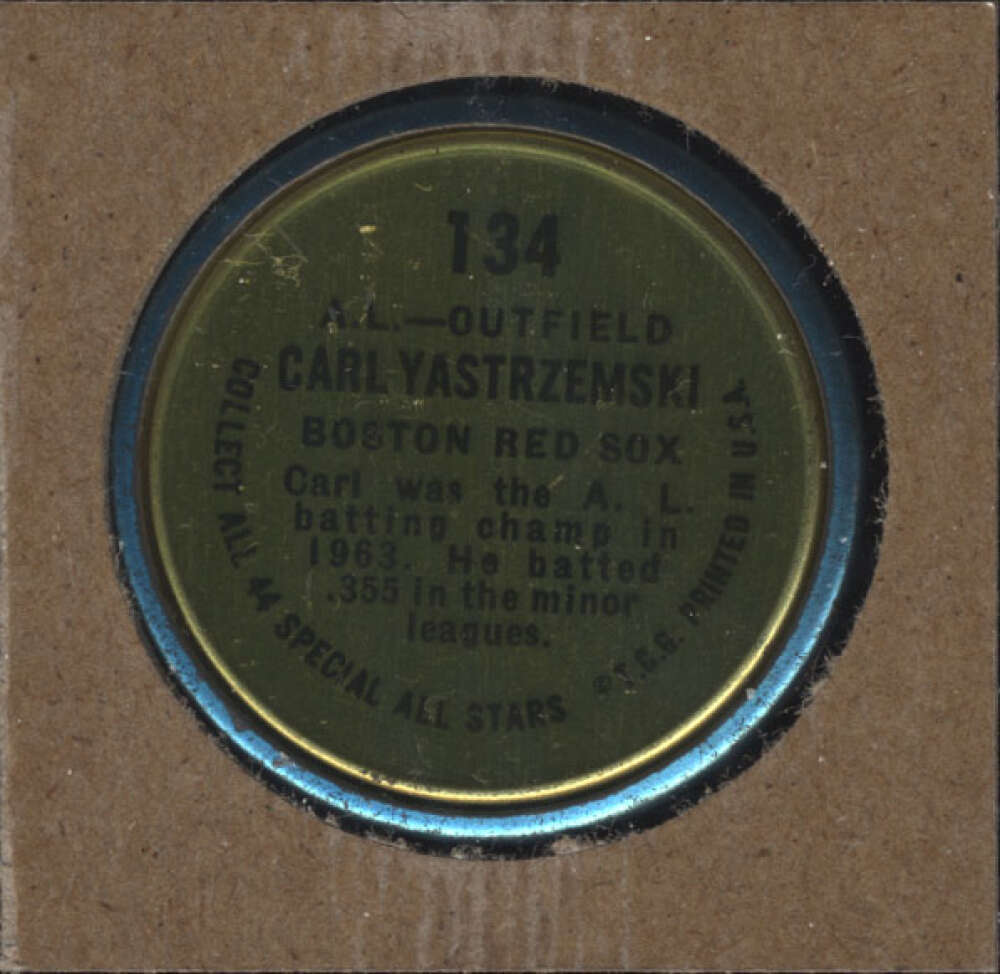 134
A.L.—OUTFIELD
CARL YASTRZEMSKI
BOSTON RED SOX
Carl was the A. L.
batting champ in
1963. He batted
.355 in the minor
leagues.
COLLECT ALL 44 SPECIAL ALL STARS
© T.C.G. PRINTED IN U.S.A.